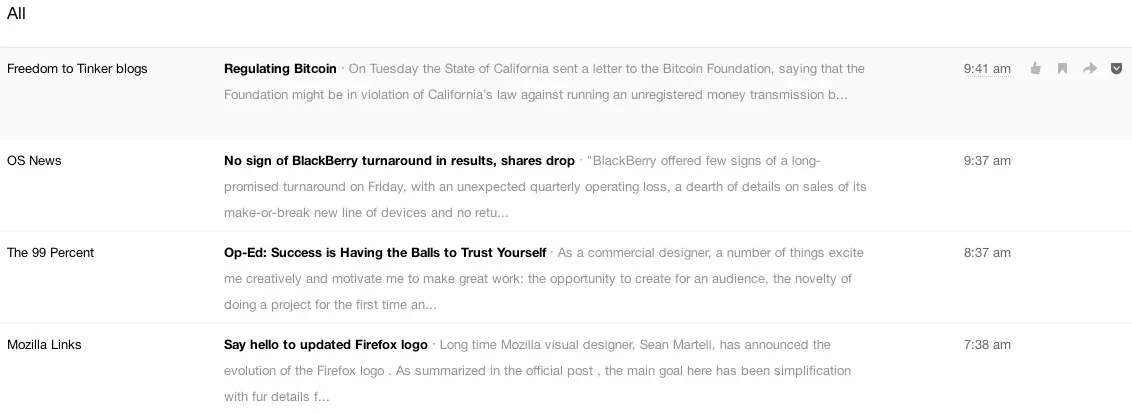 All
Freedom to Tinker blogs
Regulating Bitcoin · On Tuesday the State of California sent a letter to the Bitcoin Foundation, saying that the
Foundation might be in violation of California's law against running an unregistered money transmission b...
9:41 am
OS News
No sign of BlackBerry turnaround in results, shares drop · "BlackBerry offered few signs of a long-
promised turnaround on Friday, with an unexpected quarterly operating loss, a dearth of details on sales of its
make-or-break new line of devices and no retu...
9:37 am
The 99 Percent
Op-Ed: Success is Having the Balls to Trust Yourself · As a commercial designer, a number of things excite
me creatively and motivate me to make great work: the opportunity to create for an audience, the novelty of
doing a project for the first time an...
8:37 am
Mozilla Links
Say hello to updated Firefox logo · Long time Mozilla visual designer, Sean Martell, has announced the
evolution of the Firefox logo . As summarized in the official post , the main goal here has been simplification
with fur details f...
7:38 am